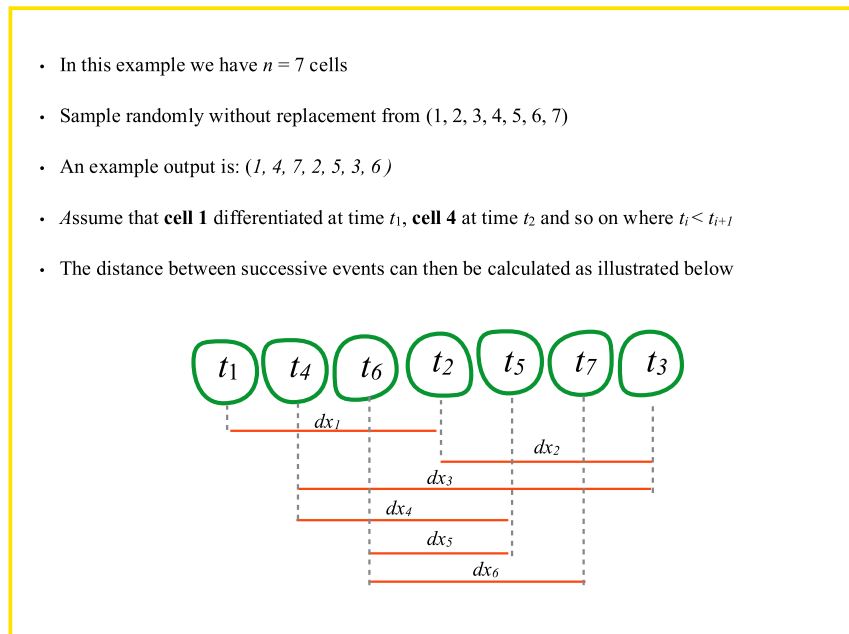 • In this example we have n = 7 cells
• Sample randomly without replacement from (1, 2, 3, 4, 5, 6, 7)
• An example output is: (1, 4, 7, 2, 5, 3, 6 )
• Assume that cell 1 differentiated at time t1, cell 4 at time t2 and so on where ti < ti+1
• The distance between successive events can then be calculated as illustrated below
t1 t4 t6 t2 t5 t7 t3
dx1
dx2
dx3
dx4
dx5
dx6